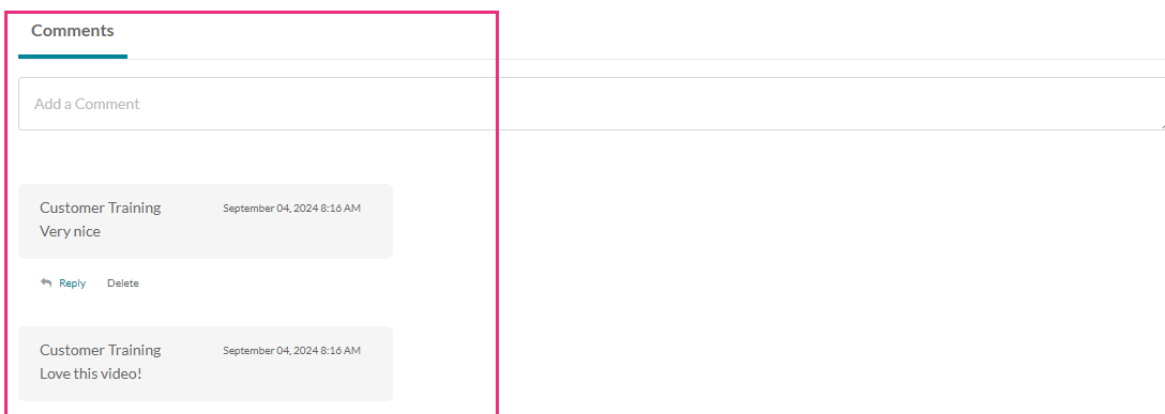 Comments
Add a Comment
Customer Training September 04, 2024 8:16 AM
Very nice
Reply Delete
Customer Training September 04, 2024 8:16 AM
Love this video!